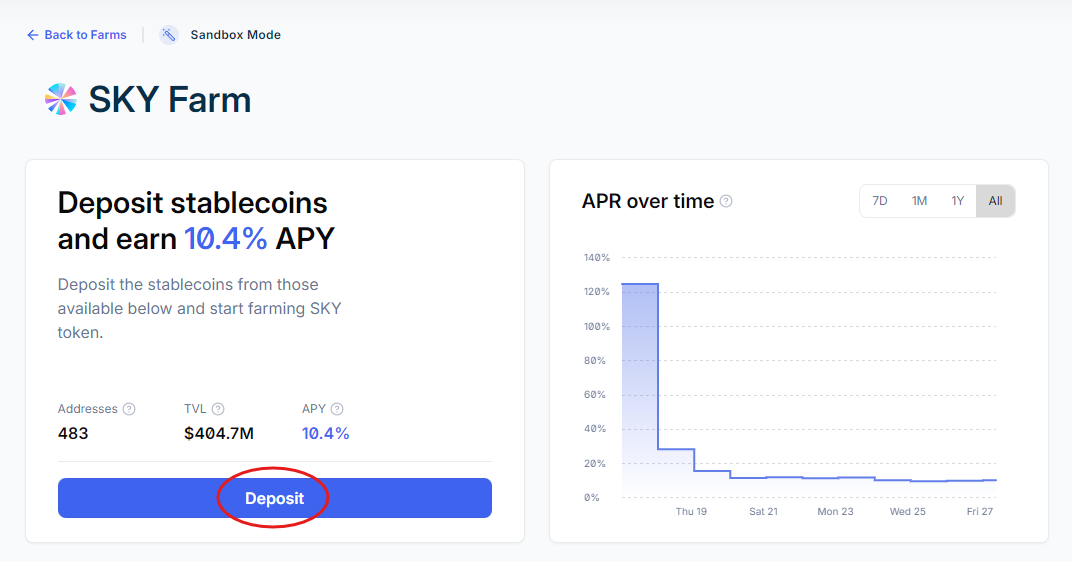 Back to Farms
Sandbox Mode
SKY Farm
Deposit stablecoins
and earn 10.4% APY
Deposit the stablecoins from those
available below and start farming SKY
token.
Addresses ?
TVL ?
APY ?
483
$404.7M
10.4%
Deposit
APR over time ?
7D 1M 1Y All
140%
120%
100%
80%
60%
40%
20%
0%
Thu 19 Sat 21 Mon 23 Wed 25 Fri 27